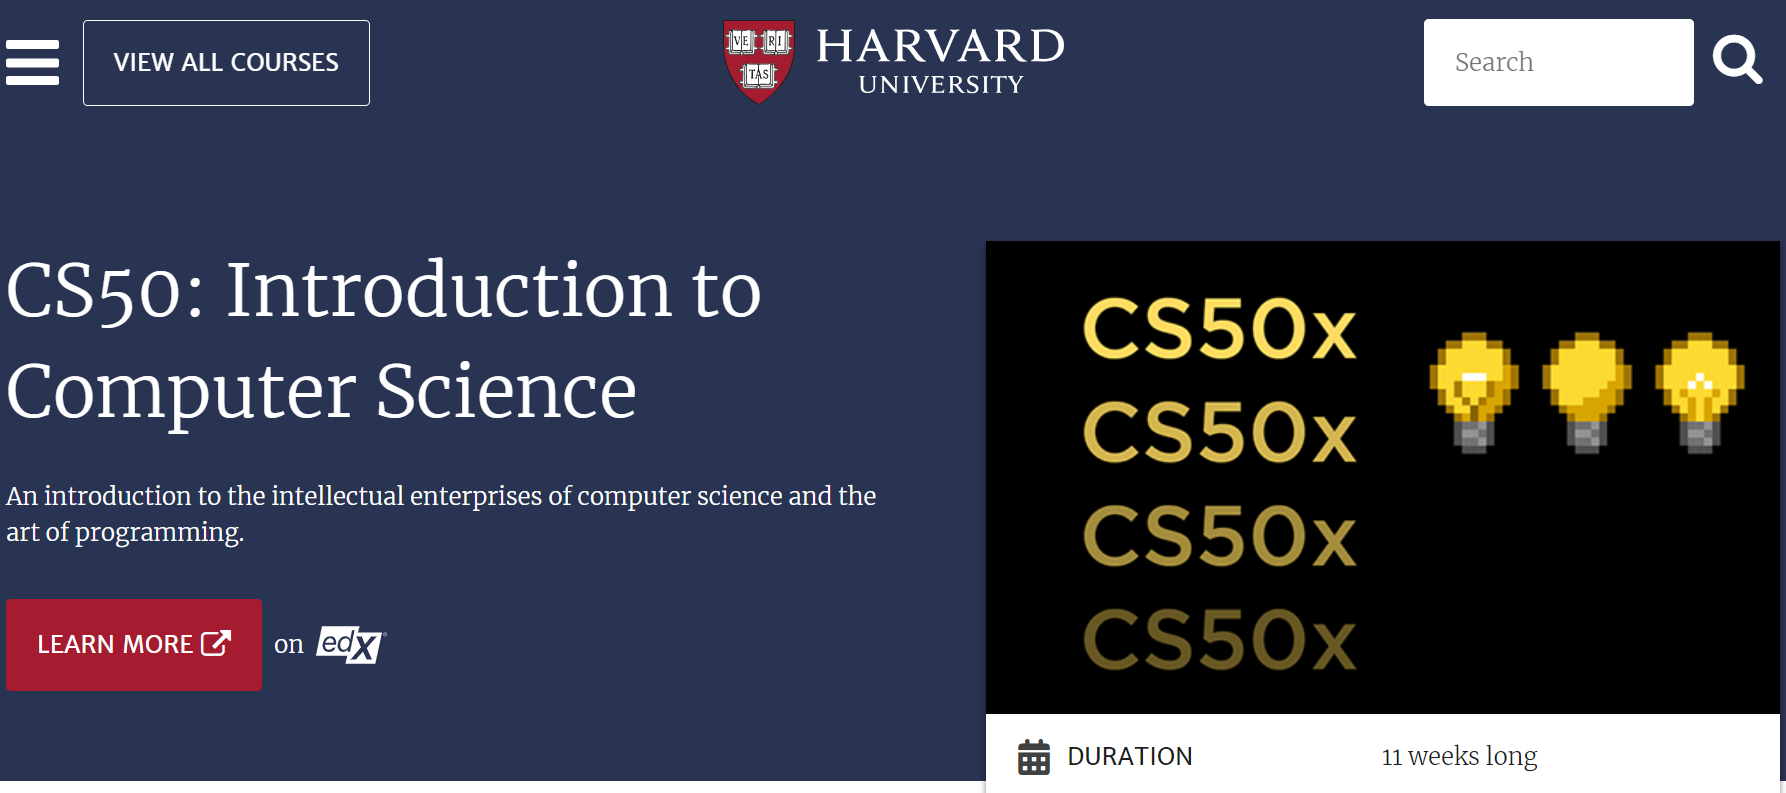 VIEW ALL COURSES
VE RI
TAS
HARVARD
UNIVERSITY
Search
CS50: Introduction to
Computer Science
An introduction to the intellectual enterprises of computer science and the
art of programming.
LEARN MORE on edX
CS50x
CS50x
CS50x
CS50x
DURATION 11 weeks long